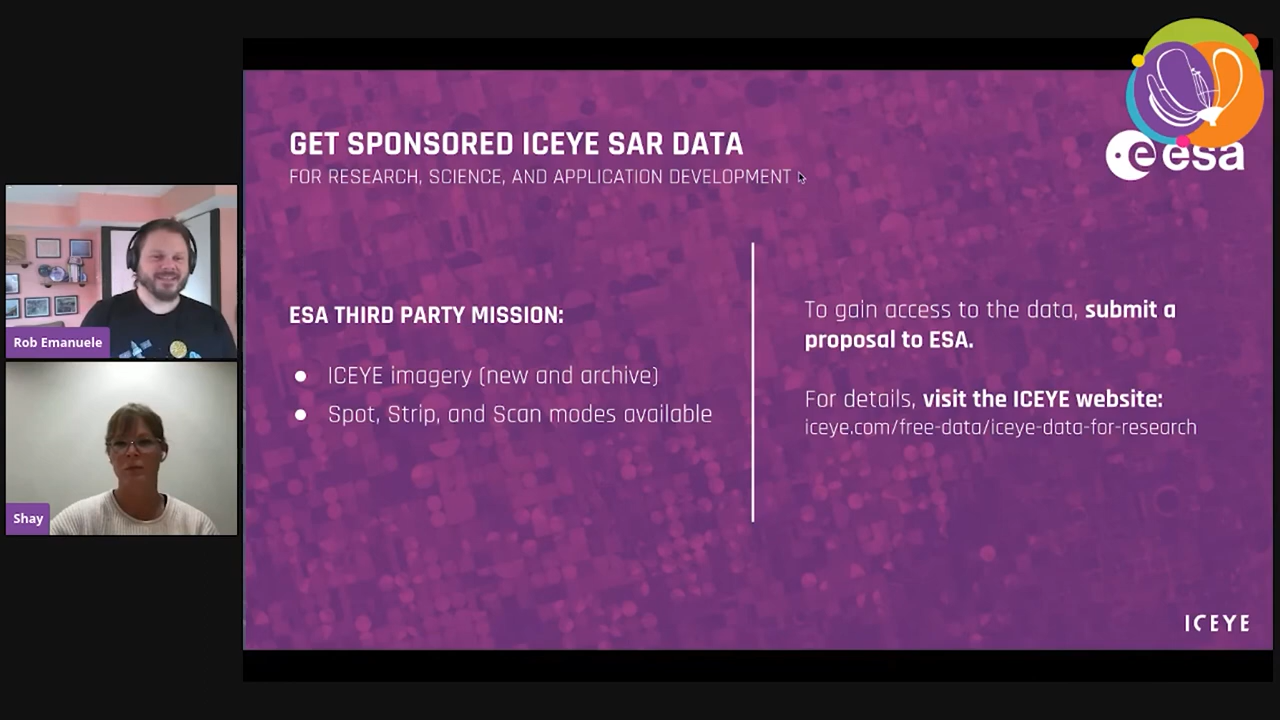 GET SPONSORED ICEYE SAR DATA
FOR RESEARCH, SCIENCE, AND APPLICATION DEVELOPMENT
esa
Rob Emanuele
Shay
ESA THIRD PARTY MISSION:
ICEYE imagery (new and archive)
Spot, Strip, and Scan modes available
To gain access to the data, submit a
proposal to ESA.
For details, visit the ICEYE website:
iceye.com/free-data/iceye-data-for-research
ICEYE